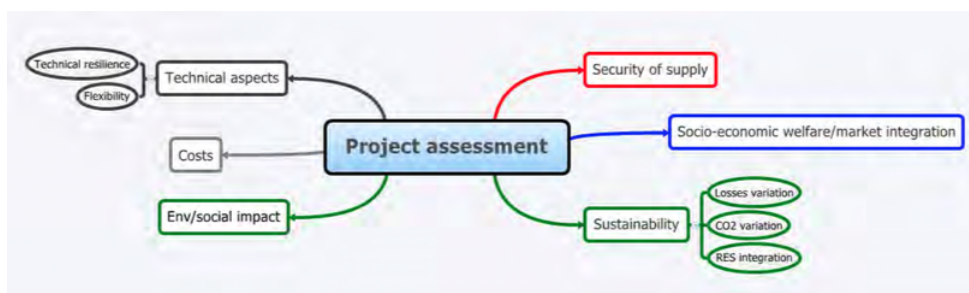 Technical resilience
Flexibility
Technical aspects
Costs
Env/social impact
Project assessment
Security of supply
Socio-economic welfare/market integration
Sustainability
Losses variation
CO2 variation
RES integration